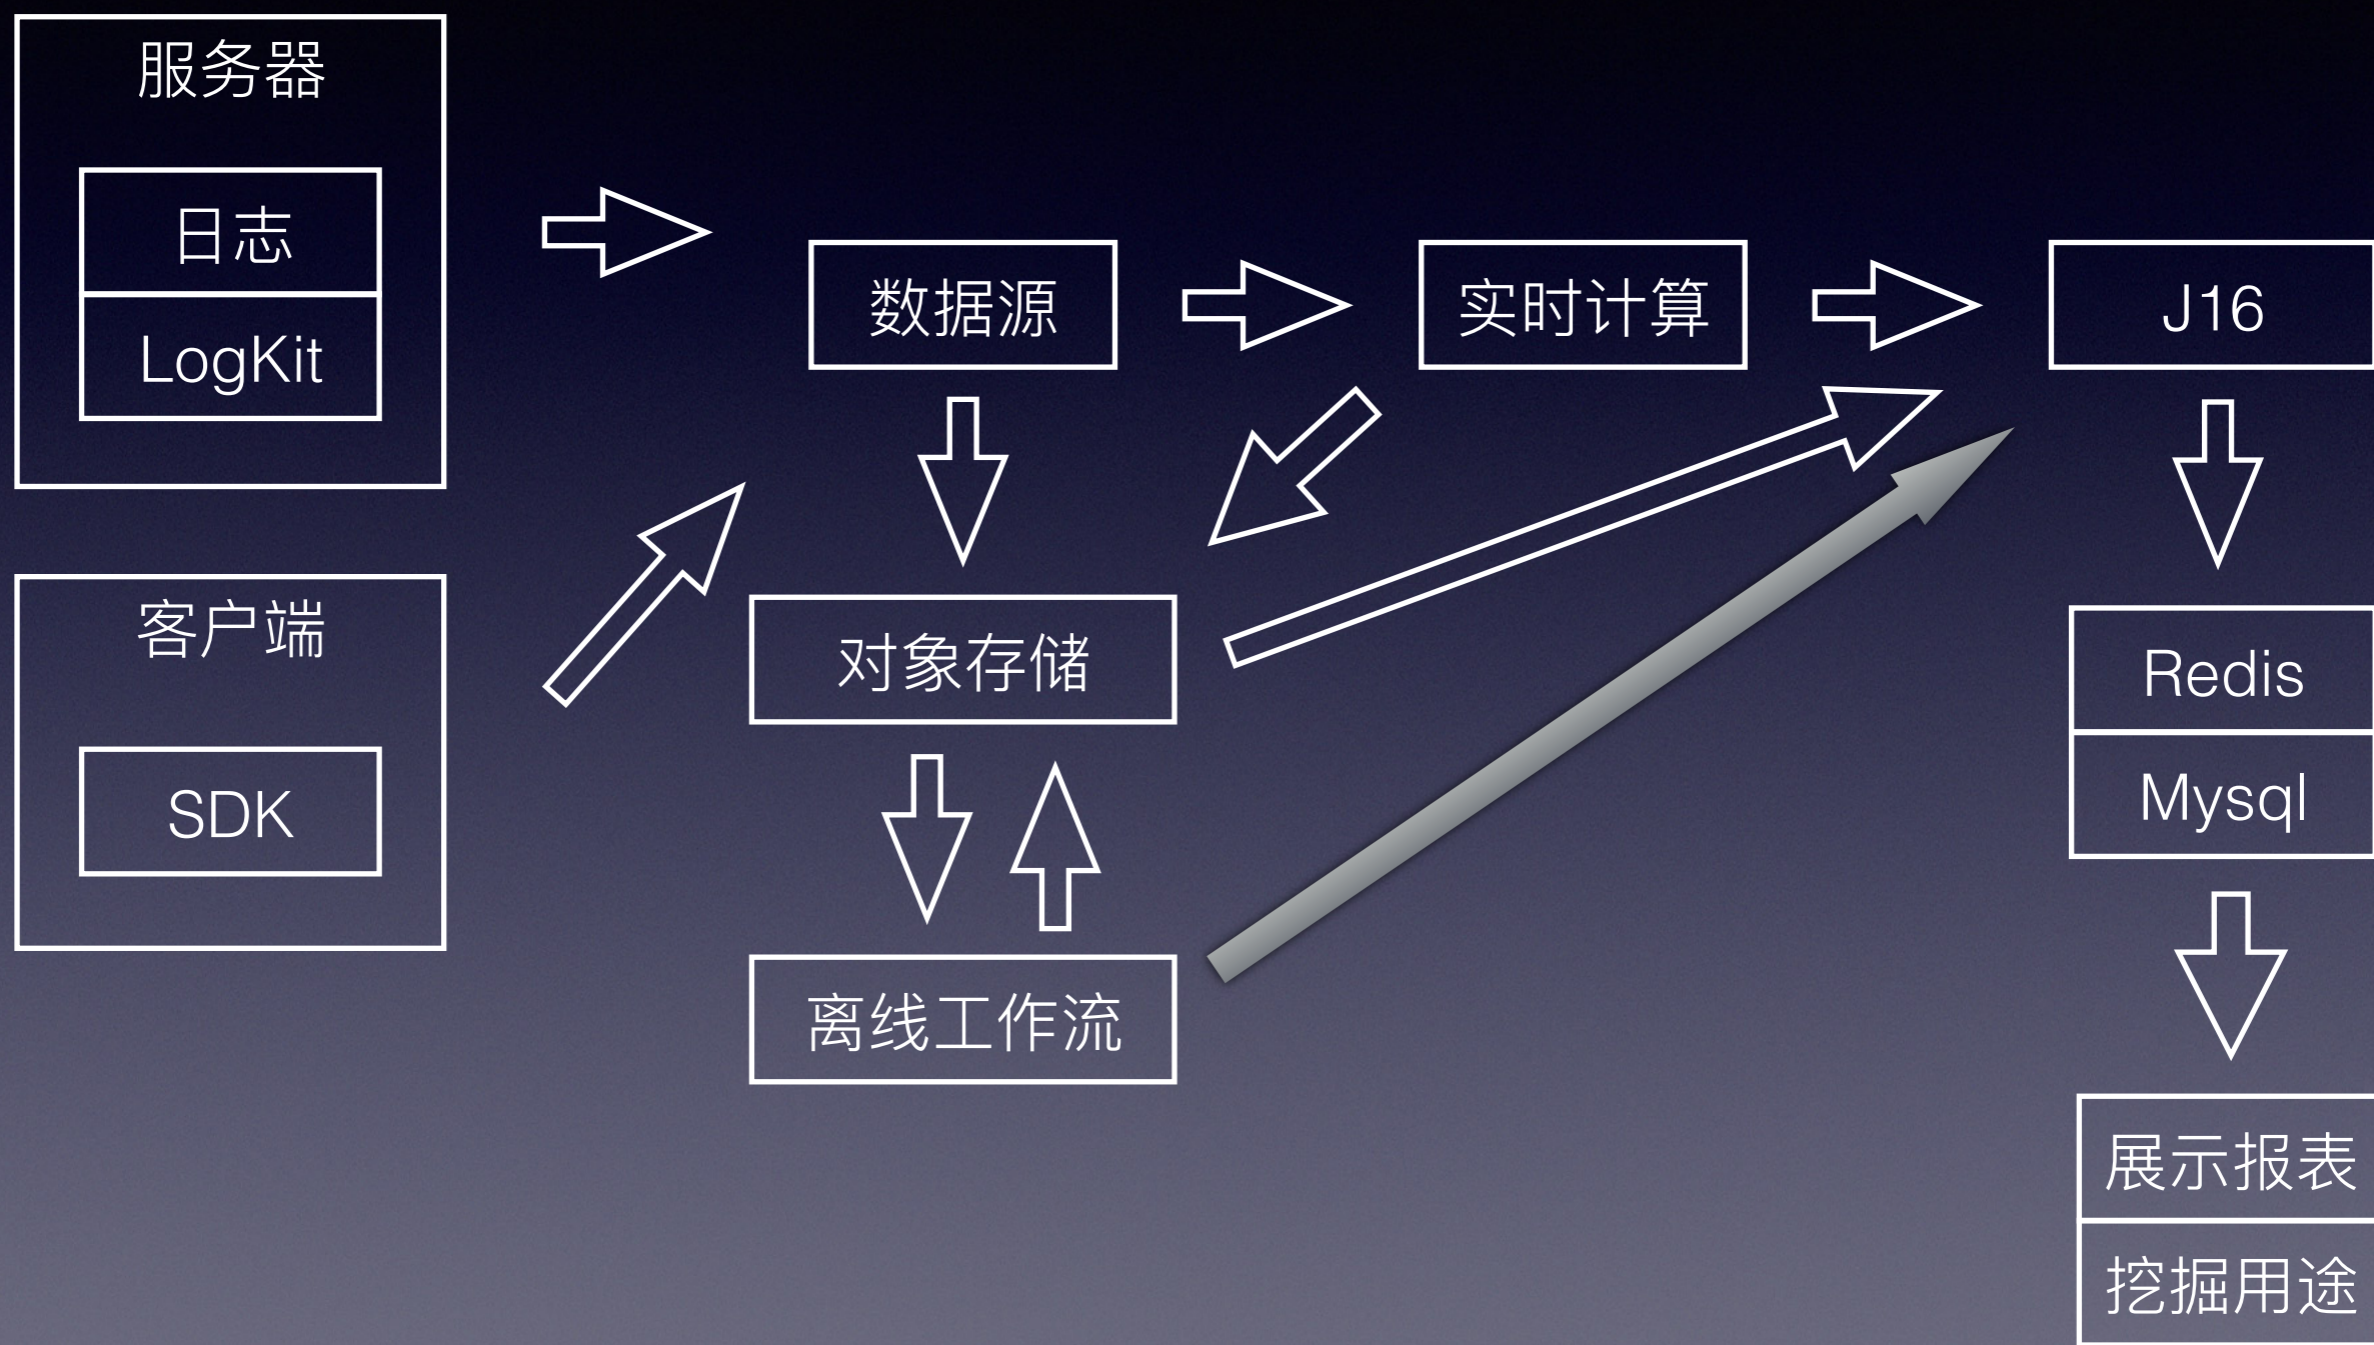 服务器
日志
LogKit
客户端
SDK
数据源
对象存储
离线工作流
实时计算
J16
Redis
Mysql
展示报表
挖掘用途